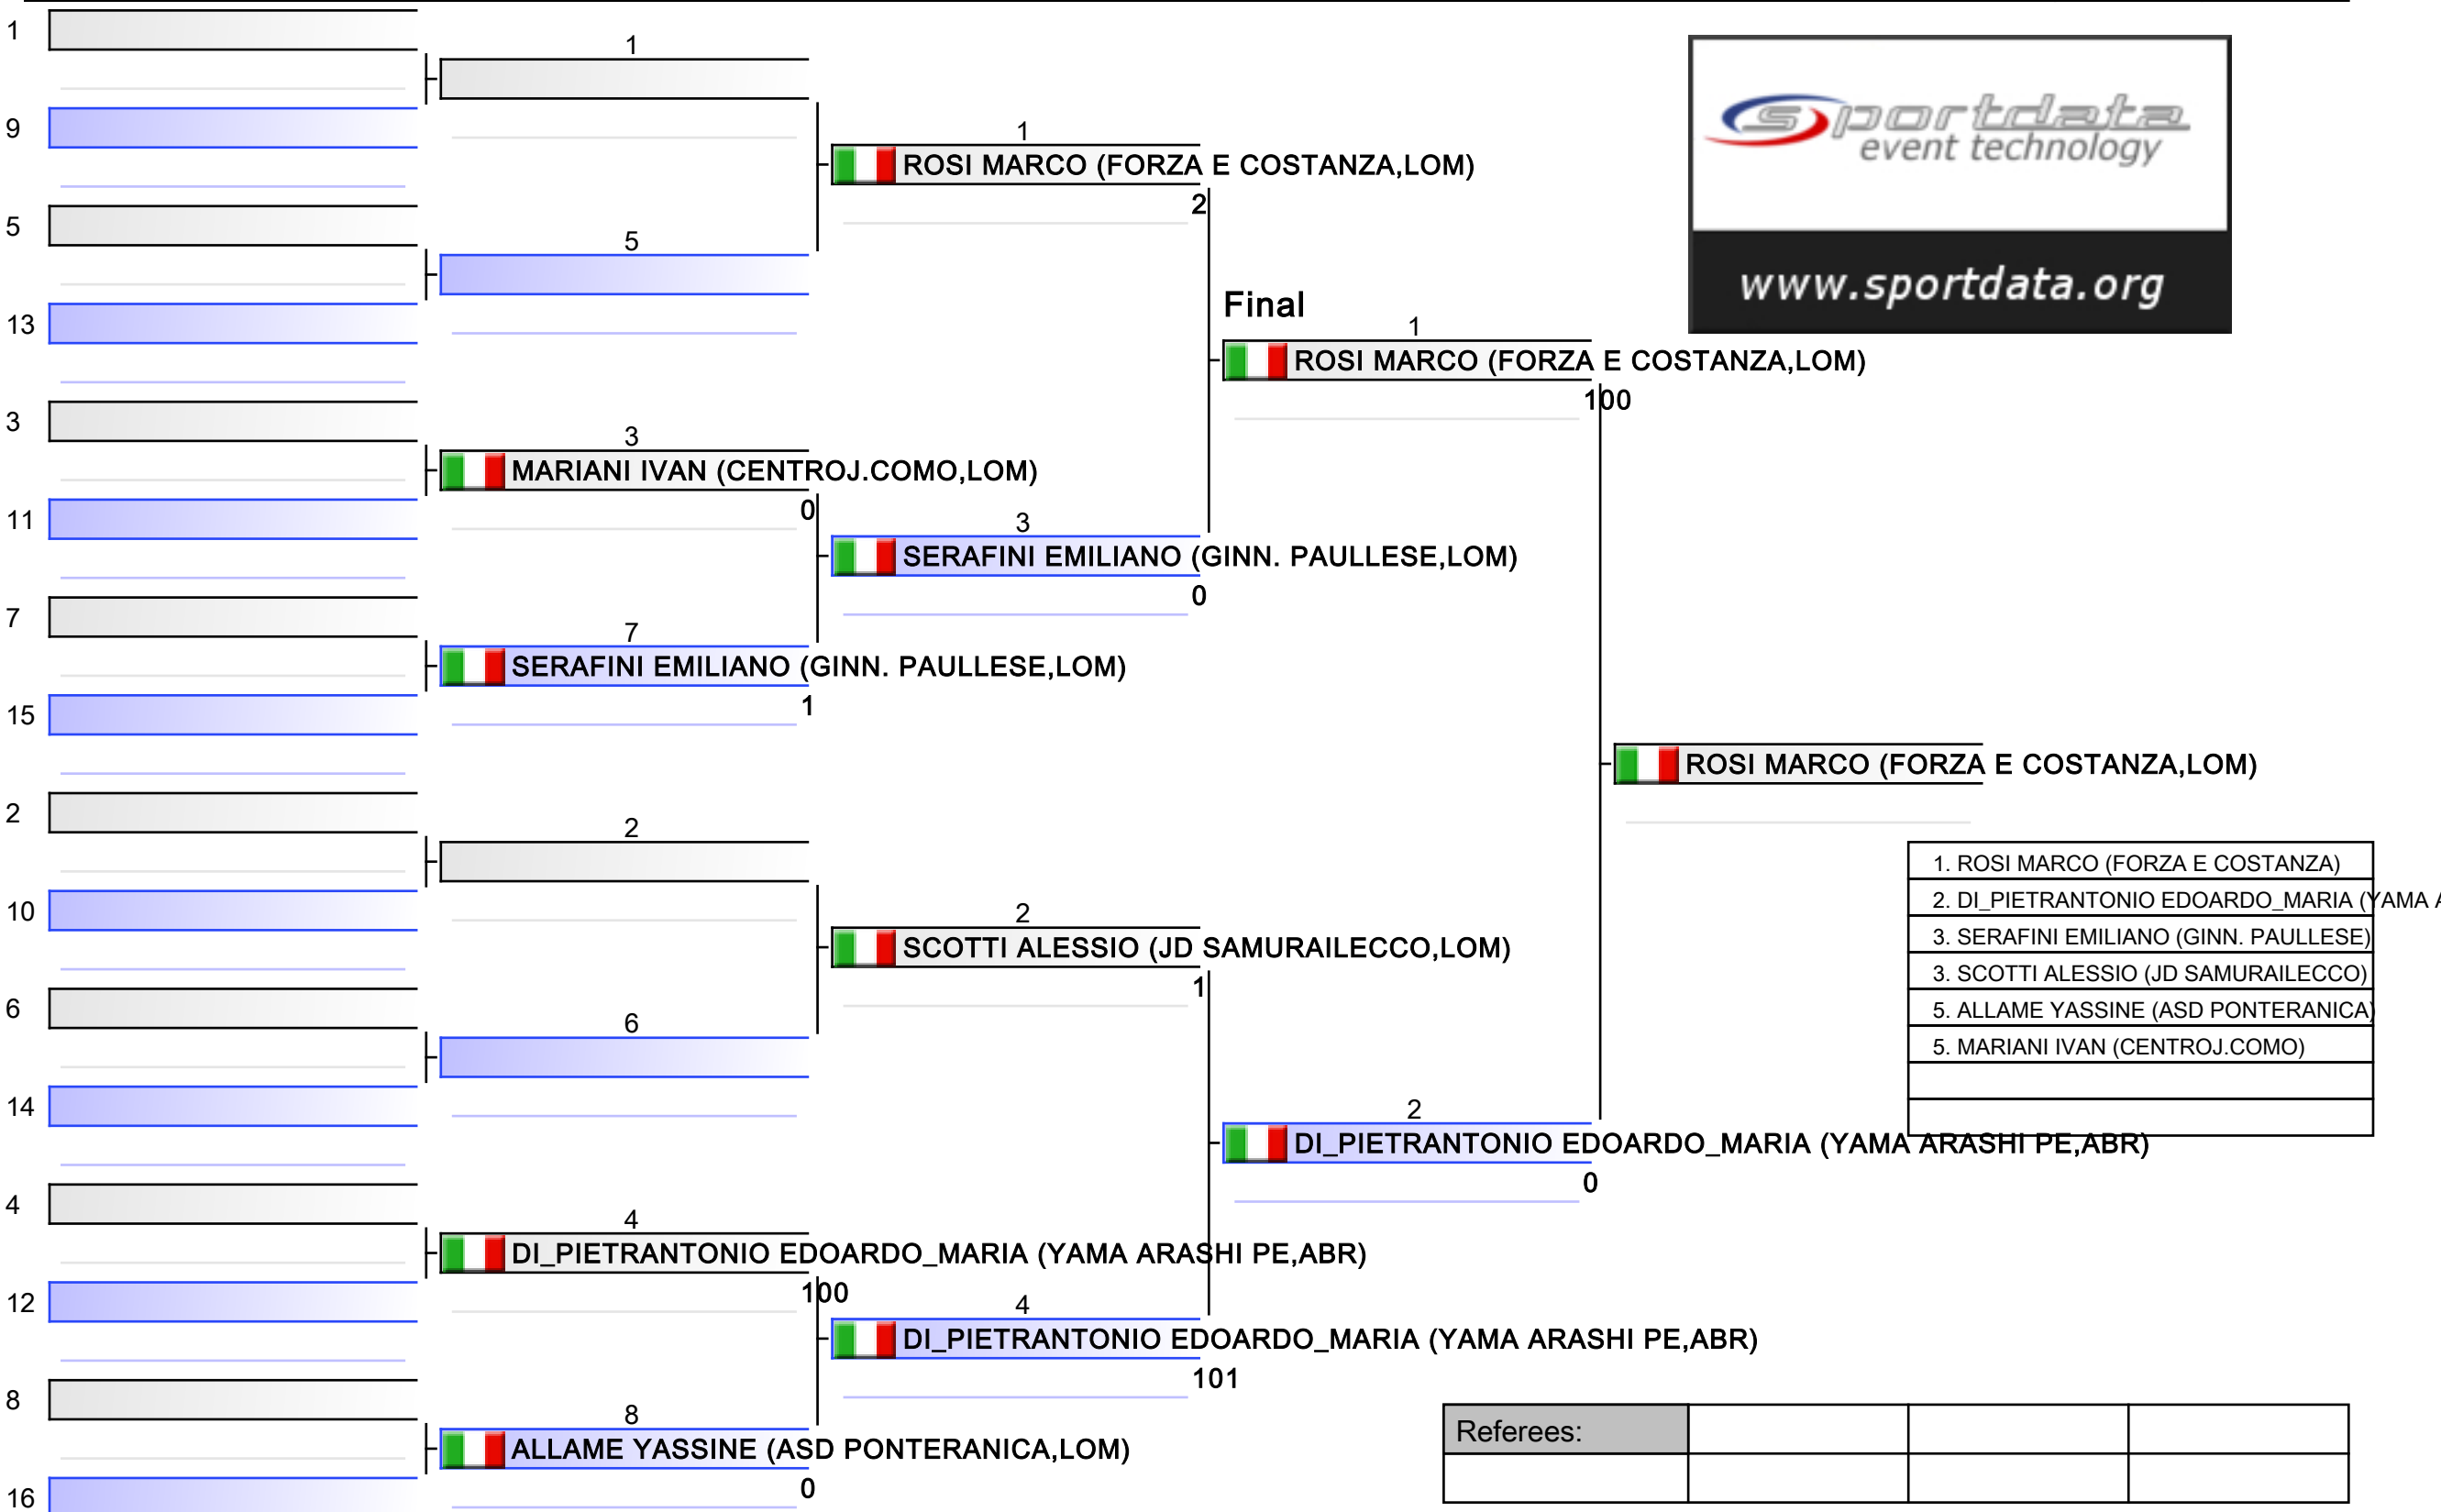 1
1
9
1
ROSI MARCO (FORZA E COSTANZA,LOM)
2
5
5
13
sportdata
event technology
www.sportdata.org
Final
1
ROSI MARCO (FORZA E COSTANZA,LOM)
100
3
3
MARIANI IVAN (CENTROJ.COMO,LOM)
0
11
3
SERAFINI EMILIANO (GINN. PAULLESE,LOM)
0
7
7
SERAFINI EMILIANO (GINN. PAULLESE,LOM)
1
15
ROSI MARCO (FORZA E COSTANZA,LOM)
2
2
10
2
SCOTTI ALESSIO (JD SAMURAILECCO,LOM)
1
6
6
14
1. ROSI MARCO (FORZA E COSTANZA)
2. DI_PIETRANTONIO EDOARDO_MARIA (YAMA A
3. SERAFINI EMILIANO (GINN. PAULLESE)
3. SCOTTI ALESSIO (JD SAMURAILECCO)
5. ALLAME YASSINE (ASD PONTERANICA)
5. MARIANI IVAN (CENTROJ.COMO)
2
DI_PIETRANTONIO EDOARDO_MARIA (YAMA ARASHI PE,ABR)
0
4
4
DI_PIETRANTONIO EDOARDO_MARIA (YAMA ARASHI PE,ABR)
100
12
4
DI_PIETRANTONIO EDOARDO_MARIA (YAMA ARASHI PE,ABR)
101
8
8
ALLAME YASSINE (ASD PONTERANICA,LOM)
0
16
Referees: